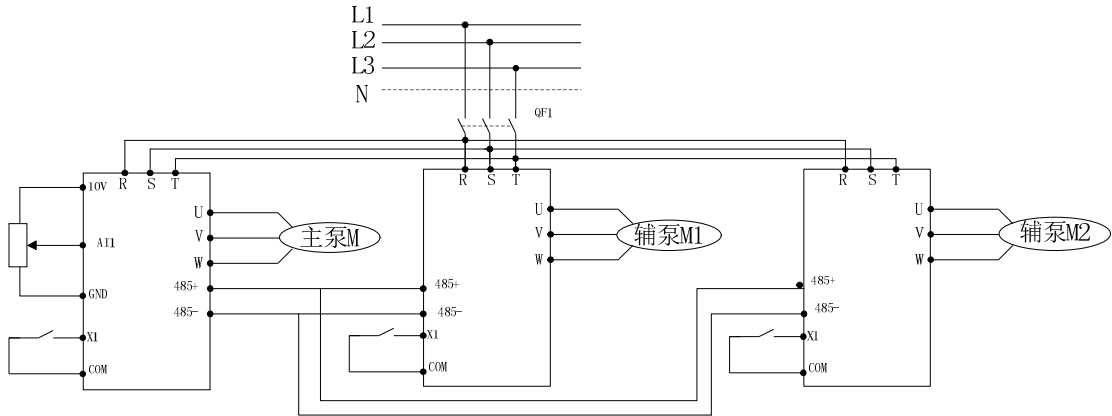 L1
L2
L3
N
QF1
R S T
R S T
R S T
10V
AI1
GND
X1
COM
U
V
W
485+
485-
主泵M
U
V
W
485+
485-
X1
COM
辅泵M1
U
V
W
485+
485-
X1
COM
辅泵M2